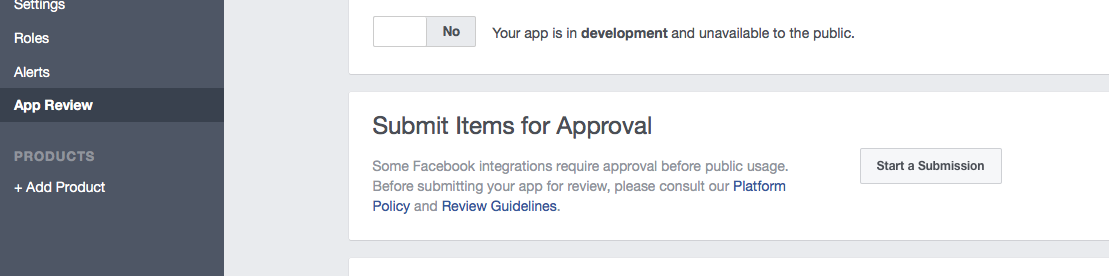 Settings
Roles
Alerts
App Review
PRODUCTS
+ Add Product
No
Your app is in development and unavailable to the public.
Submit Items for Approval
Some Facebook integrations require approval before public usage.
Before submitting your app for review, please consult our Platform
Policy and Review Guidelines.
Start a Submission